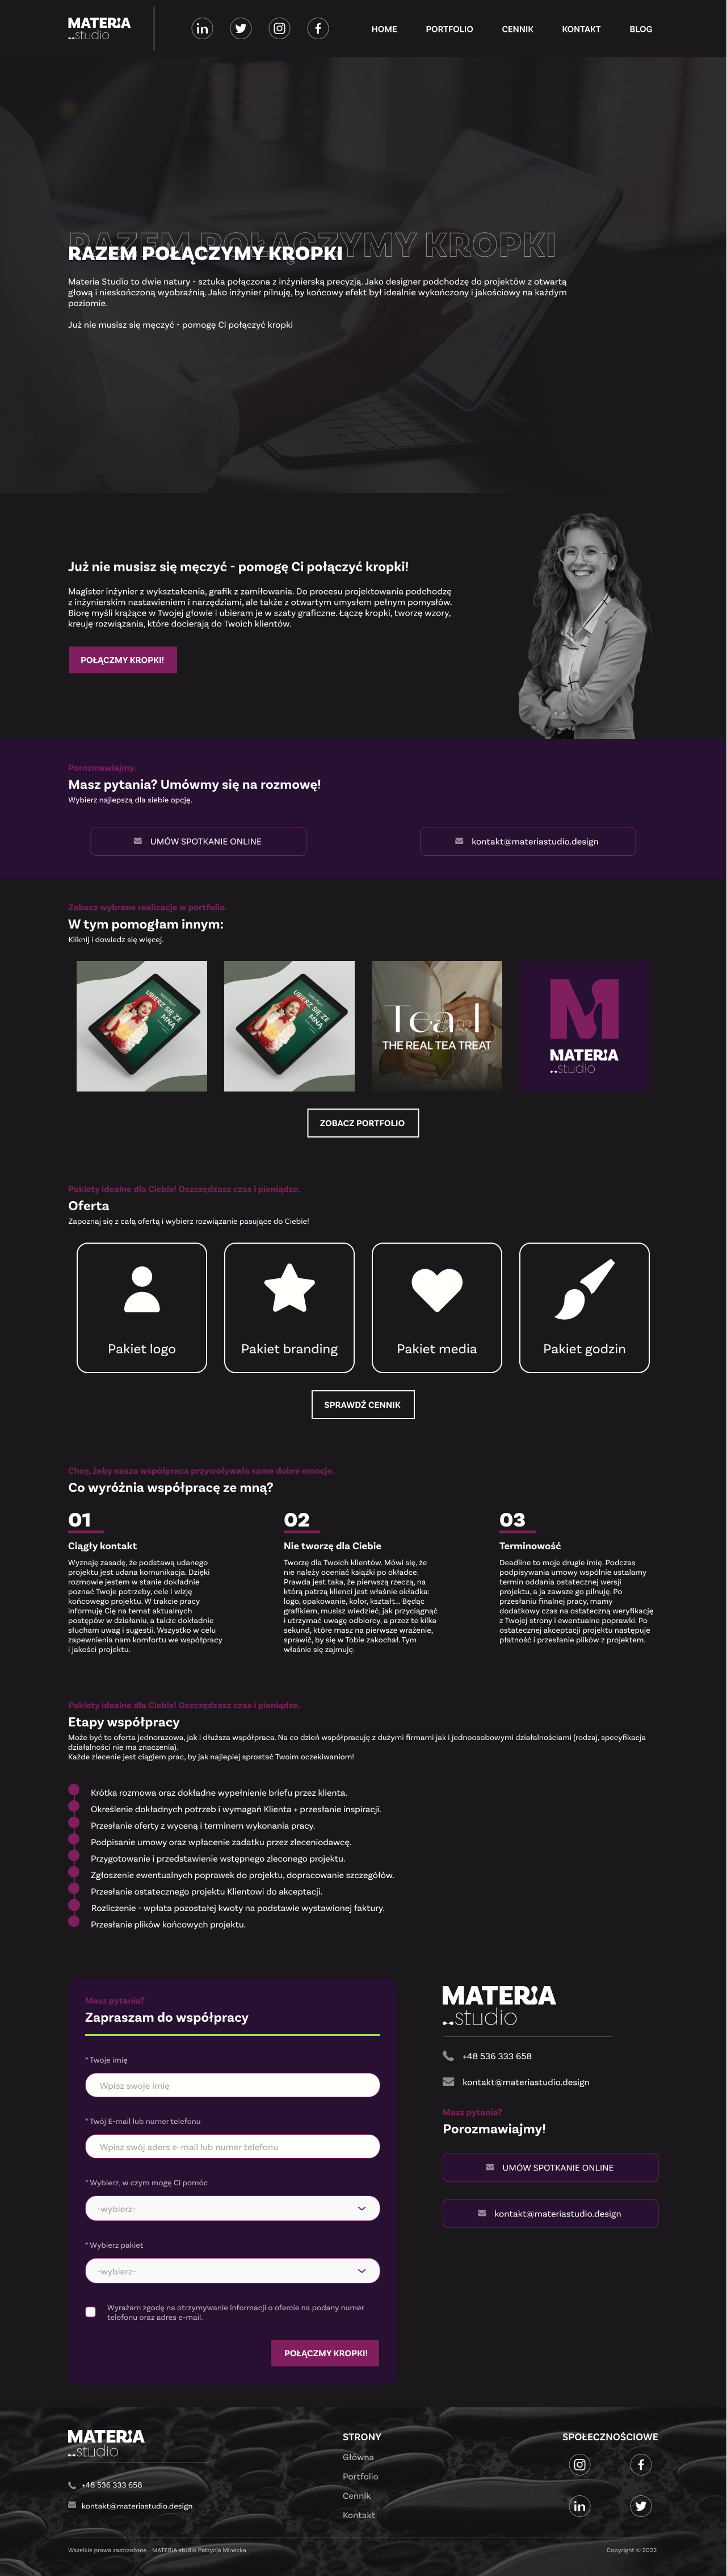 MATERIA
studio
HOME
PORTFOLIO
CENNIK
KONTAKT
BLOG
RAZEM POŁĄCZYMY KROPKI
RAZEM POŁĄCZYMY KROPKI
Materia Studio to dwie natury - sztuka połączona z inżynierską precyzją. Jako designer podchodzę do projektów z otwartą
głową i nieskończoną wyobraźnią. Jako inżynier pilnuję, by końcowy efekt był idealnie wykończony i jakościowy na każdym
poziomie.
Już nie musisz się męczyć - pomogę Ci połączyć kropki
Już nie musisz się męczyć - pomogę Ci połączyć kropki!
Magister inżynier z wykształcenia, grafik z zamiłowania. Do procesu projektowania podchodzę
z inżynierskim nastawieniem i narzędziami, ale także z otwartym umysłem pełnym pomysłów.
Biorę myśli krążące w Twojej głowie i ubieram je w szaty graficzne. Łączę kropki, tworzę wzory,
kreuję rozwiązania, które docierają do Twoich klientów.
POŁĄCZMY KROPKI!
Porozmawiajmy.
Masz pytania? Umówmy się na rozmowę!
Wybierz najlepszą dla siebie opcję.
UMÓW SPOTKANIE ONLINE
kontakt@materiastudio.design
Zobacz wybrane realizacje w portfolio.
W tym pomogłam innym:
Kliknij i dowiedz się więcej.
UBIERZ SIĘ ZE
MNĄ
UBIERZ SIĘ ZE
MNĄ
THE REAL TEA TREAT
M
MATERIA
studio
ZOBACZ PORTFOLIO
Pakiety idealne dla Ciebie! Oszczędzasz czas i pieniądze.
Oferta
Zapoznaj się z całą ofertą i wybierz rozwiązanie pasujące do Ciebie!
Pakiet logo
Pakiet branding
Pakiet media
Pakiet godzin
SPRAWDŹ CENNIK
Chcę, żeby nasza współpraca przywoływała same dobre emocje.
Co wyróżnia współpracę ze mną?
01
Ciągły kontakt
Wyznaję zasadę, że podstawą udanego
projektu jest udana komunikacja. Dzięki
rozmowie jestem w stanie dokładnie
poznać Twoje potrzeby, cele i wizję
końcowego projektu. W trakcie pracy
informuję Cię na temat aktualnych
postępów w działaniu, a także dokładnie
słucham uwag i sugestii. Wszystko w celu
zapewnienia nam komfortu we współpracy
i jakości projektu.
02
Nie tworzę dla Ciebie
Tworzę dla Twoich klientów. Mówi się, że
nie należy oceniać książki po okładce.
Prawda jest taka, że pierwszą rzeczą, na
którą patrzą klienci jest właśnie okładka:
logo, opakowanie, kolor, kształt... Będąc
grafikiem, musisz wiedzieć, jak przyciągnąć
i utrzymać uwagę odbiorcy, a przez te kilka
sekund, które masz na pierwsze wrażenie,
sprawić, by się w Tobie zakochał. Tym
właśnie się zajmuję.
03
Terminowość
Deadline to moje drugie imię. Podczas
podpisywania umowy wspólnie ustalamy
termin oddania ostatecznej wersji
projektu, a ja zawsze go pilnuję. Po
przesłaniu finalnej pracy, mamy
dodatkowy czas na ostateczną weryfikację
z Twojej strony i ewentualne poprawki. Po
ostatecznej akceptacji projektu następuje
płatność i przesłanie plików z projektem.
Pakiety idealne dla Ciebie! Oszczędzasz czas i pieniądze.
Etapy współpracy
Może być to oferta jednorazowa, jak i dłuższa współpraca. Na co dzień współpracuję z dużymi firmami jak i jednoosobowymi działalnościami (rodzaj, specyfikacja
działalności nie ma znaczenia).
Każde zlecenie jest ciągiem prac, by jak najlepiej sprostać Twoim oczekiwaniom!
Krótka rozmowa oraz dokładne wypełnienie briefu przez klienta.
Określenie dokładnych potrzeb i wymagań Klienta + przesłanie inspiracji.
Przesłanie oferty z wyceną i terminem wykonania pracy.
Podpisanie umowy oraz wpłacenie zadatku przez zleceniodawcę.
Przygotowanie i przedstawienie wstępnego zleconego projektu.
Zgłoszenie ewentualnych poprawek do projektu, dopracowanie szczegółów.
Przesłanie ostatecznego projektu Klientowi do akceptacji.
Rozliczenie - wpłata pozostałej kwoty na podstawie wystawionej faktury.
Przesłanie plików końcowych projektu.
Masz pytania?
Zapraszam do współpracy
* Twoje imię
Wpisz swoje imię
* Twój E-mail lub numer telefonu
Wpisz swój aders e-mail lub numer telefonu
* Wybierz, w czym mogę Ci pomóc
-wybierz-
* Wybierz pakiet
-wybierz-
Wyrażam zgodę na otrzymywanie informacji o ofercie na podany numer
telefonu oraz adres e-mail.
POŁĄCZMY KROPKI!
MATERIA
studio
+48 536 333 658
kontakt@materiastudio.design
Masz pytania?
Porozmawiajmy!
UMÓW SPOTKANIE ONLINE
kontakt@materiastudio.design
MATERIA
studio
+48 536 333 658
kontakt@materiastudio.design
STRONY
Główna
Portfolio
Cennik
Kontakt
SPOŁECZNOŚCIOWE
Wszelkie prawa zastrzeżone - MATERIA studio Patrycja Minecka
Copyright © 2022